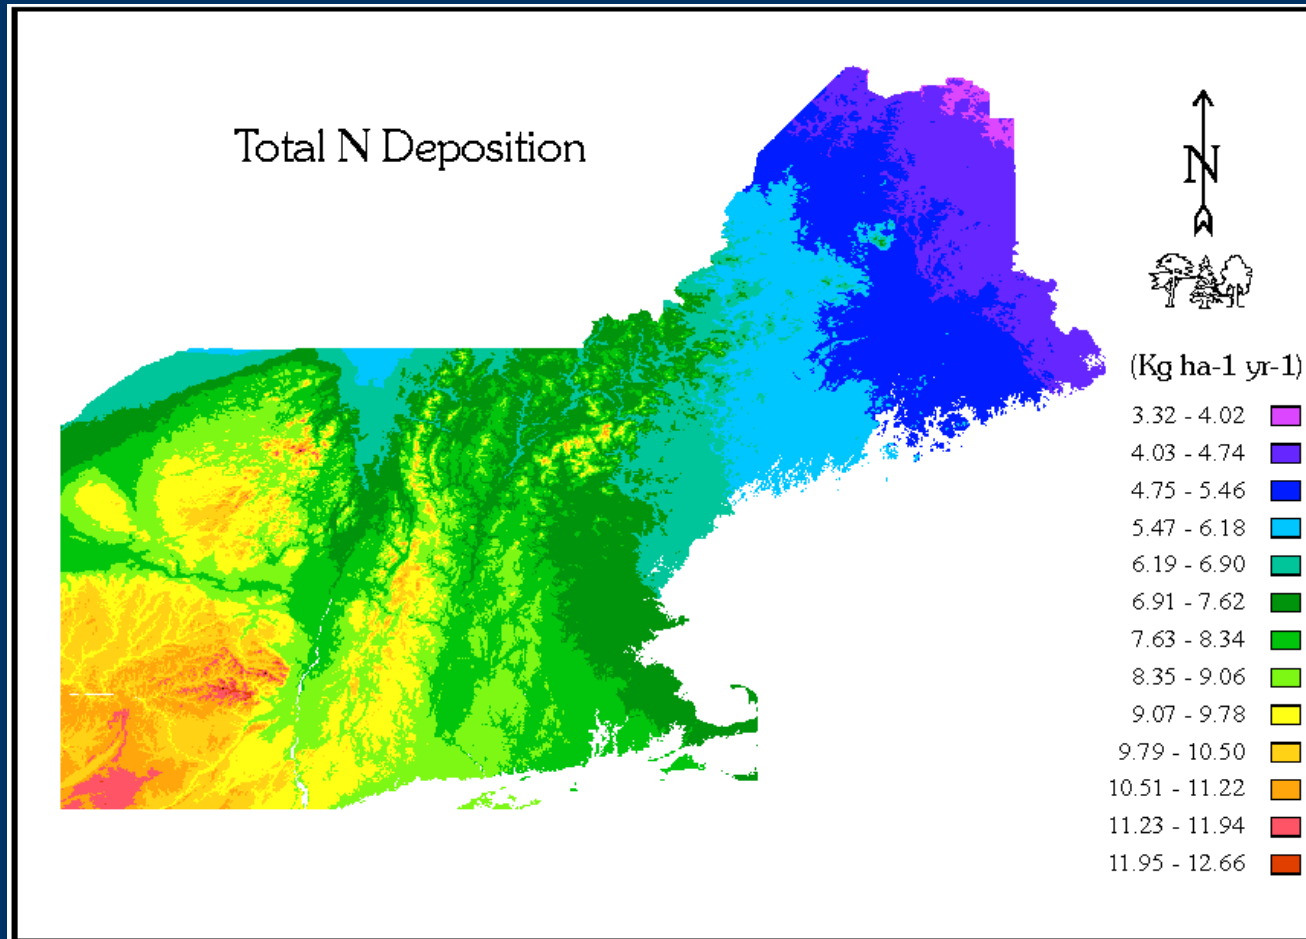 Total N Deposition
N
(Kg ha-1 yr-1)
3.32 - 4.02
4.03 - 4.74
4.75 - 5.46
5.47 - 6.18
6.19 - 6.90
6.91 - 7.62
7.63 - 8.34
8.35 - 9.06
9.07 - 9.78
9.79 - 10.50
10.51 - 11.22
11.23 - 11.94
11.95 - 12.66